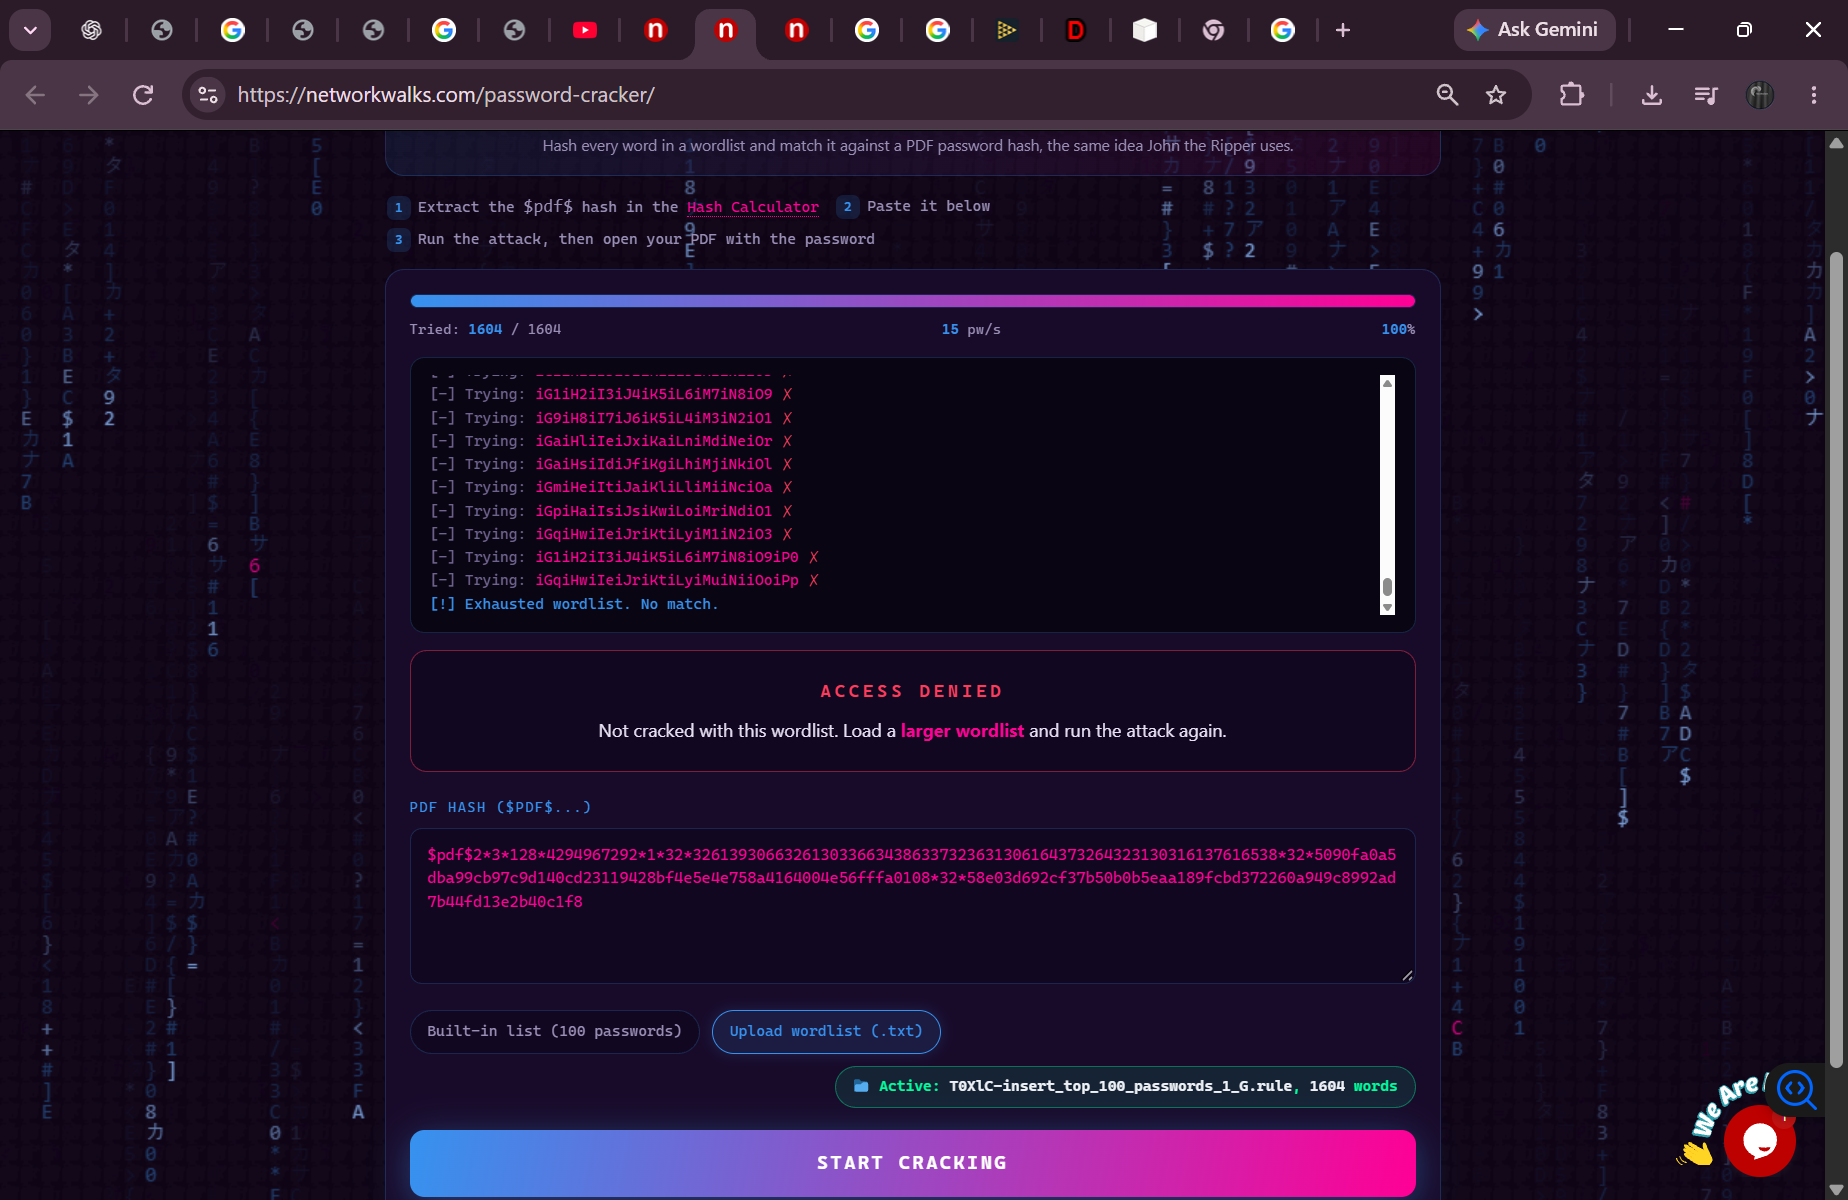 Ask Gemini
https://networkwalks.com/password-cracker/
Hash every word in a wordlist and match it against a PDF password hash, the same idea John the Ripper uses.
1 Extract the $pdf$ hash in the Hash Calculator 2 Paste it below
3 Run the attack, then open your PDF with the password
Tried: 1604 / 1604 15 pw/s 100%
[-] Trying: iG1iH2iI3iJ4iK5iL6iM7iN8iO9 ✗
[-] Trying: iG9iH8iI7iJ6iK5iL4iM3iN2iO1 ✗
[-] Trying: iGaiHliIeiJxiKaiLniMdiNeiOr ✗
[-] Trying: iGaiHsiIdiJfiKgiLhiMjiNkiOl ✗
[-] Trying: iGmiHeiItiJaiKliLliMiiNciOa ✗
[-] Trying: iGpiHaiIsiJsiKwiLoiMriNdiO1 ✗
[-] Trying: iGqiHwiIeiJriKtiLyiM1iN2iO3 ✗
[-] Trying: iG1iH2iI3iJ4iK5iL6iM7iN8iO9iP0 ✗
[-] Trying: iGqiHwiIeiJriKtiLyiMuiNiiOoiPp ✗
[!] Exhausted wordlist. No match.
ACCESS DENIED
Not cracked with this wordlist. Load a larger wordlist and run the attack again.
PDF HASH ($PDF$...)
$pdf$2*3*128*4294967292*1*32*3261393066326130336634386337323631306164373264323130316137616538*32*5090fa0a5
dba99cb97c9d140cd23119428bf4e5e4e758a4164004e56fffa0108*32*58e03d692cf37b50b0b5eaa189fcbd372260a949c8992ad
7b44fd13e2b40c1f8
Built-in list (100 passwords) Upload wordlist (.txt)
Active: T0XlC-insert_top_100_passwords_1_G.rule, 1604 words
START CRACKING
We Are